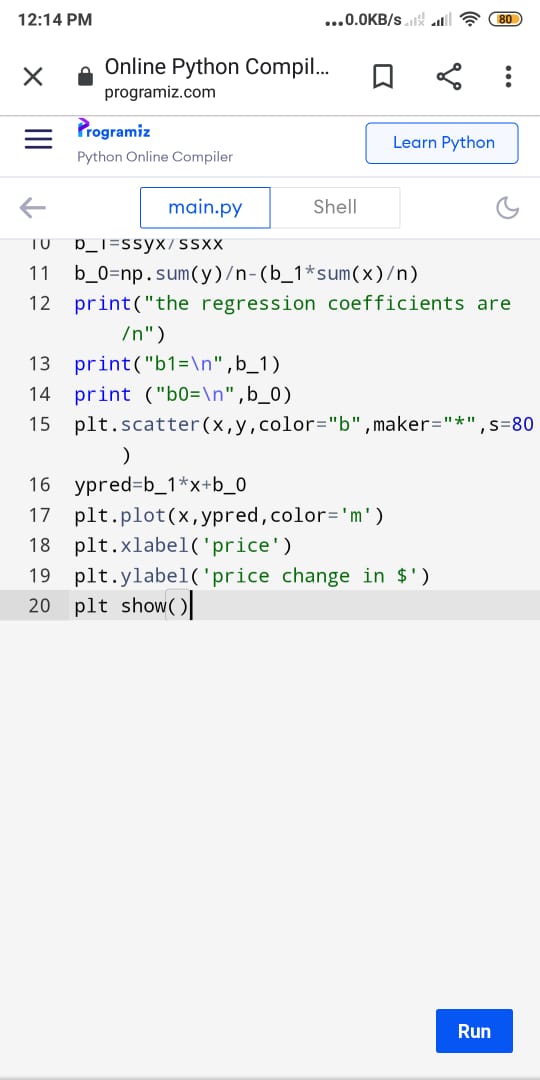 12:14 PM
...0.0KB/s
80
Online Python Compil...
programiz.com
Programiz
Python Online Compiler
Learn Python
main.py
Shell
10 b_1=ssyx/ssxx
11 b_0=np.sum(y)/n-(b_1*sum(x)/n)
12 print("the regression coefficients are
/n")
13 print("b1=\n",b_1)
14 print ("b0=\n",b_0)
15 plt.scatter(x,y,color="b",maker="*",s=80
)
16 ypred=b_1*x+b_0
17 plt.plot(x,ypred,color='m')
18 plt.xlabel('price')
19 plt.ylabel('price change in $')
20 plt show()
Run